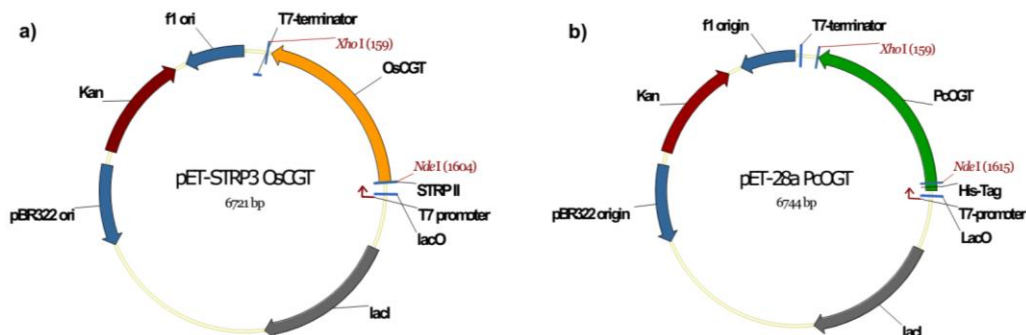 a)
f1 ori
T7-terminator
XhoI (159)
OsCGT
Kan
NdeI (1604)
pET-STRP3 OsCGT
6721 bp
STRP II
T7 promoter
lacO
pBR322 ori
lacI
b)
f1 origin
T7-terminator
XhoI (159)
PcOGT
Kan
NdeI (1615)
pET-28a PcOGT
6744 bp
His-Tag
T7-promoter
LacO
pBR322 origin
lacI